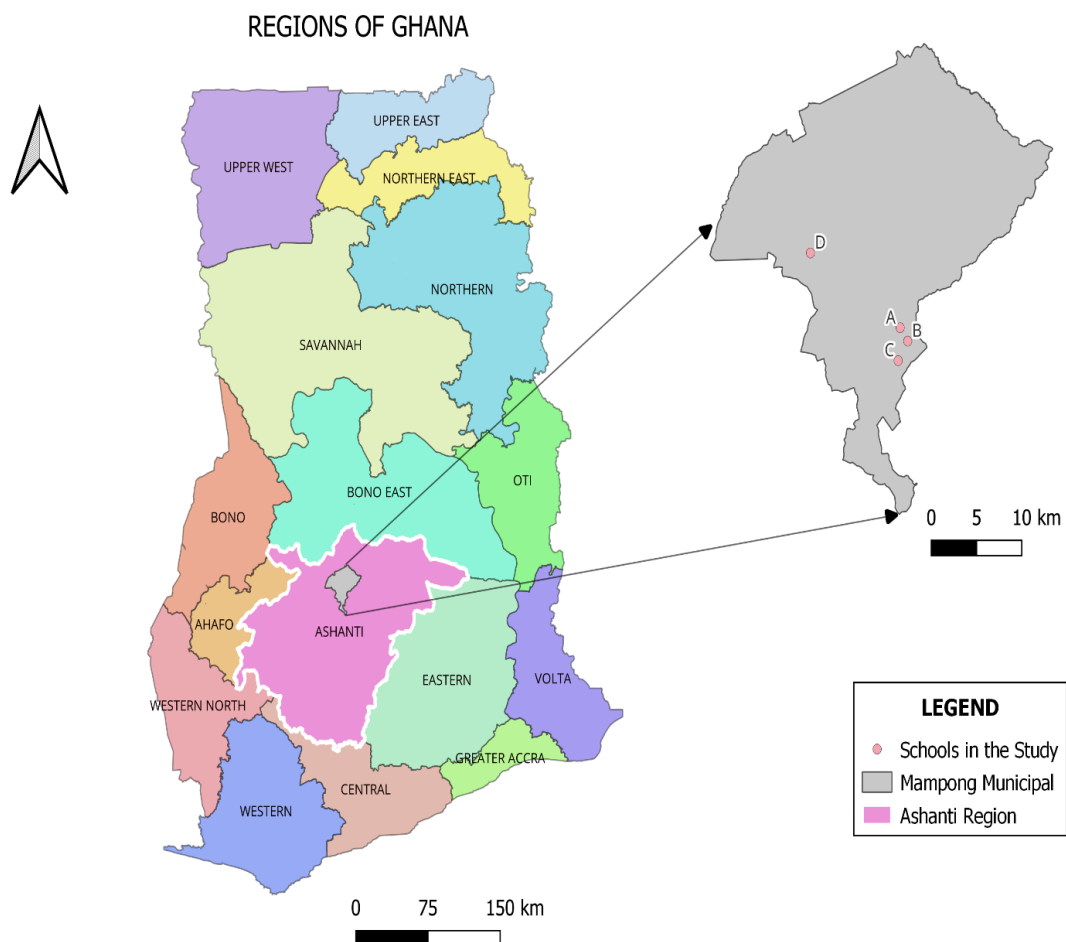 REGIONS OF GHANA
UPPER EAST
UPPER WEST
NORTHERN EAST
D
NORTHERN
A
B
SAVANNAH
C
OTI
BONO EAST
BONO
0 5 10 km
AHAFO
ASHANTI
EASTERN
VOLTA
WESTERN NORTH
LEGEND
Schools in the Study
GREATER ACCRA
Mampong Municipal
CENTRAL
WESTERN
Ashanti Region
0 75 150 km